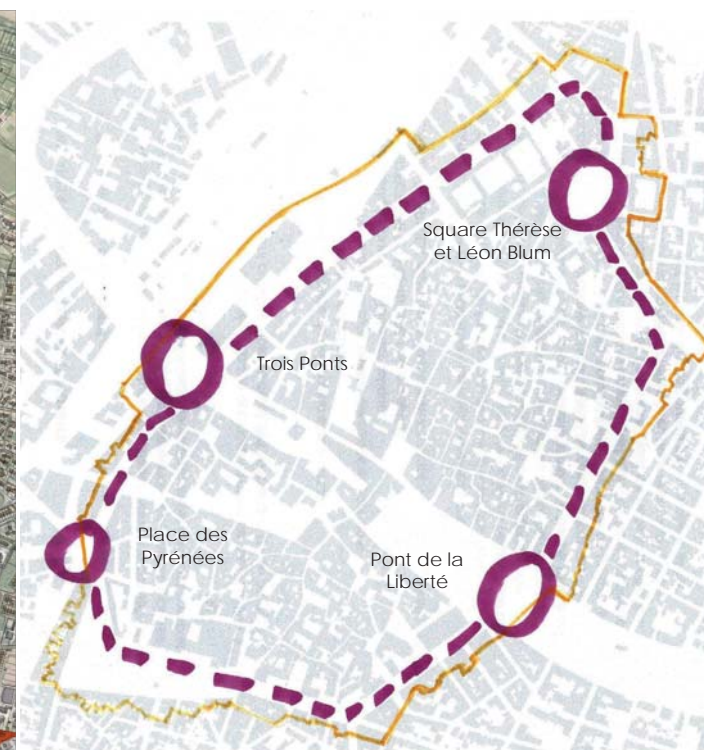 Square Thérèse
et Léon Blum
Trois Ponts
Place des
Pyrénées
Pont de la
Liberté